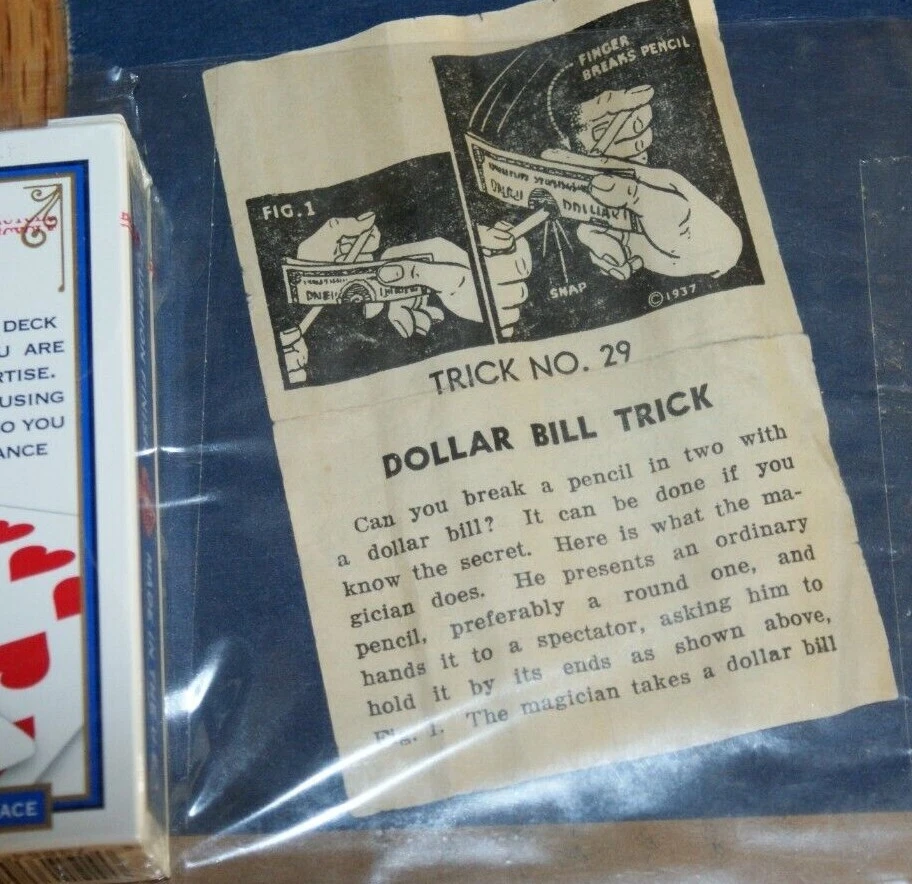 DECK
U ARE
RTISE.
USING
O YOU
ANCE
ACE
FINGER
BREAKS PENCIL
FIG. 1
SNAP
©1937
TRICK NO. 29
DOLLAR BILL TRICK
Can you break a pencil in two with
a dollar bill? It can be done if you
know the secret. Here is what the ma-
gician does. He presents an ordinary
pencil, preferably a round one, and
hands it to a spectator, asking him to
hold it by its ends as shown above,
Fig. 1. The magician takes a dollar bill